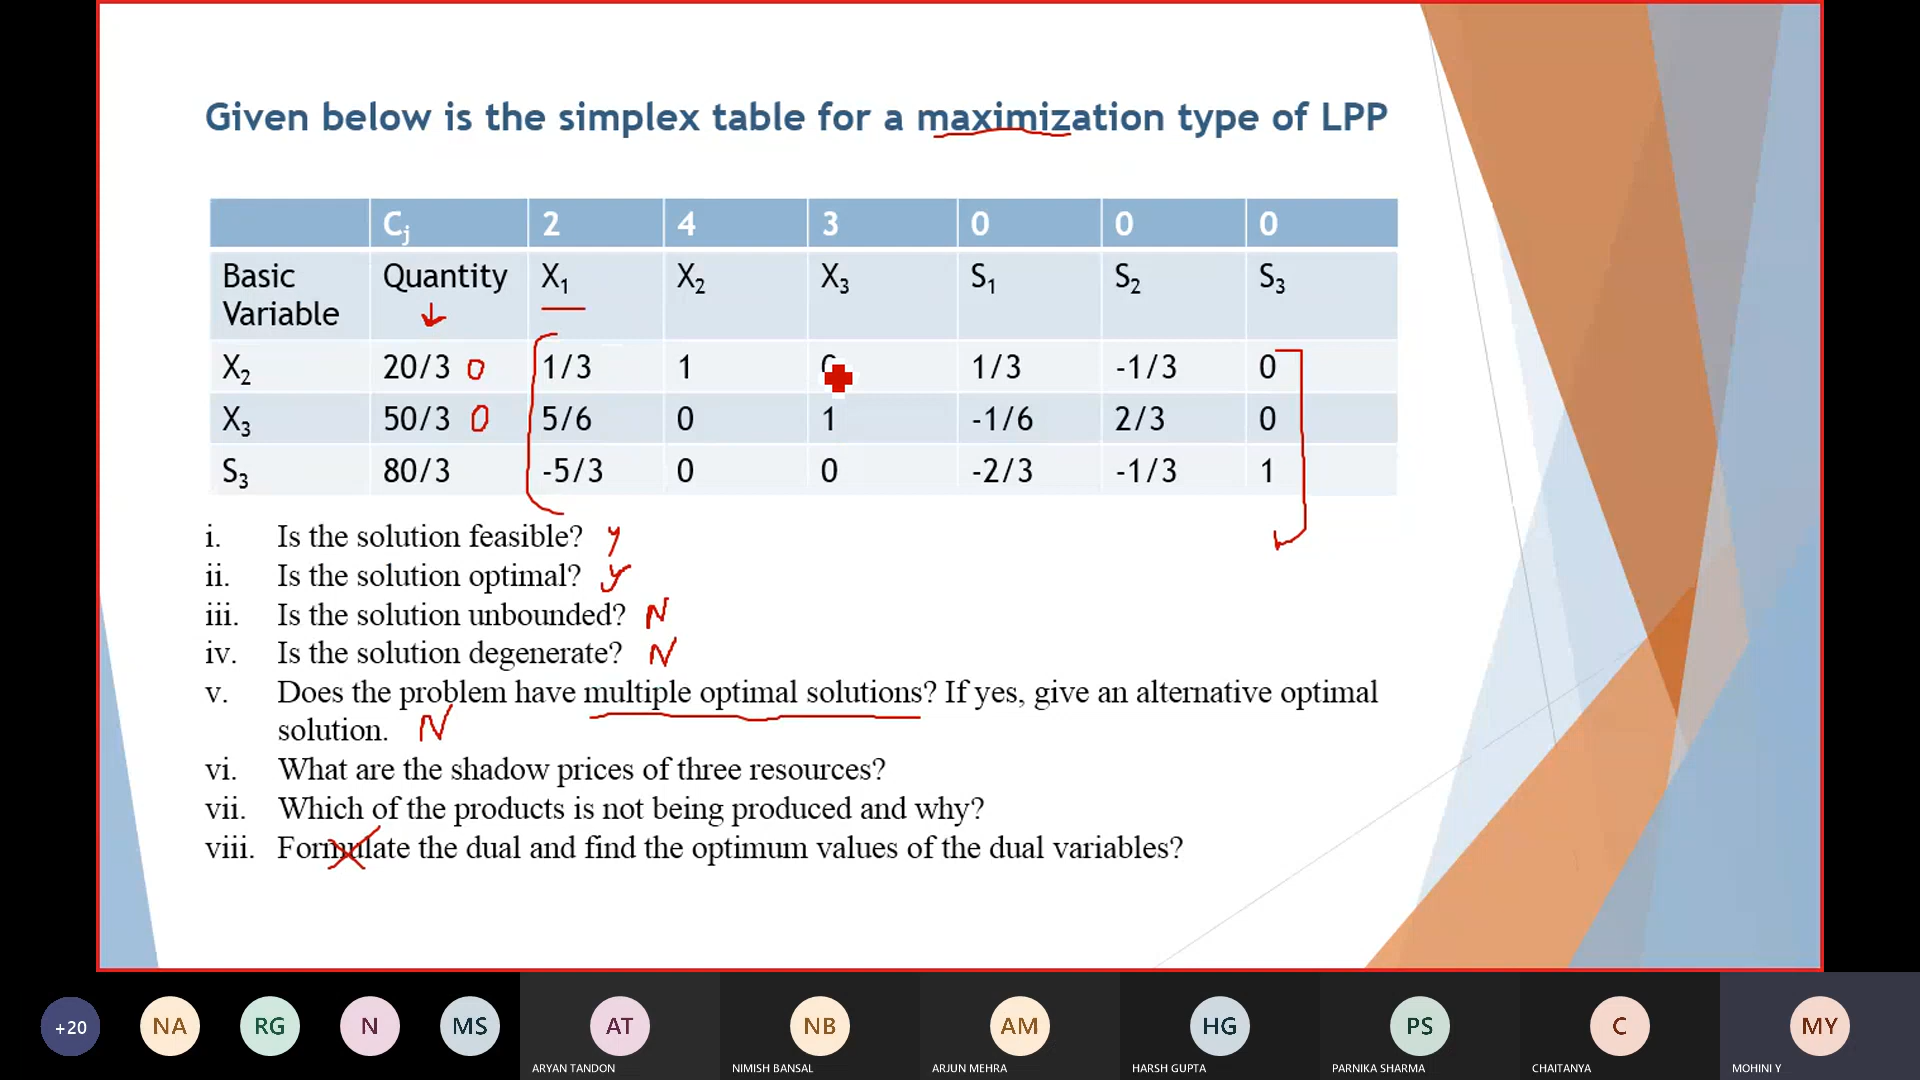 Given below is the simplex table for a maximization type of LPP
Cj 2 4 3 0 0 0
Basic Variable Quantity X1 X2 X3 S1 S2 S3
X2 20/3 0 1/3 1 1/3 -1/3 0
X3 50/3 0 5/6 0 1 -1/6 2/3 0
S3 80/3 -5/3 0 0 -2/3 -1/3 1
i. Is the solution feasible? y
ii. Is the solution optimal? y
iii. Is the solution unbounded? N
iv. Is the solution degenerate? N
v. Does the problem have multiple optimal solutions? If yes, give an alternative optimal
solution. N
vi. What are the shadow prices of three resources?
vii. Which of the products is not being produced and why?
viii. Formulate the dual and find the optimum values of the dual variables?
+20 NA RG N MS AT NB AM HG PS C MY
ARYAN TANDON NIMISH BANSAL ARJUN MEHRA HARSH GUPTA PARNIKA SHARMA CHAITANYA MOHINI Y